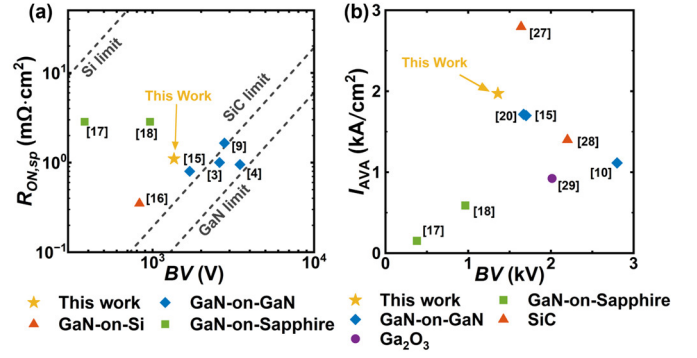 (a)
R_ON,sp (mΩ·cm²)
10¹
10⁰
10⁻¹
10³
10⁴
BV (V)
Si limit
SiC limit
GaN limit
This Work
[17]
[18]
[15]
[9]
[3]
[4]
[16]
This work
GaN-on-GaN
GaN-on-Si
GaN-on-Sapphire
(b)
I_AVA (kA/cm²)
3
2
1
0
0
1
2
3
BV (kV)
[27]
This Work
[20]
[15]
[28]
[10]
[29]
[18]
[17]
This work
GaN-on-Sapphire
GaN-on-GaN
SiC
Ga₂O₃